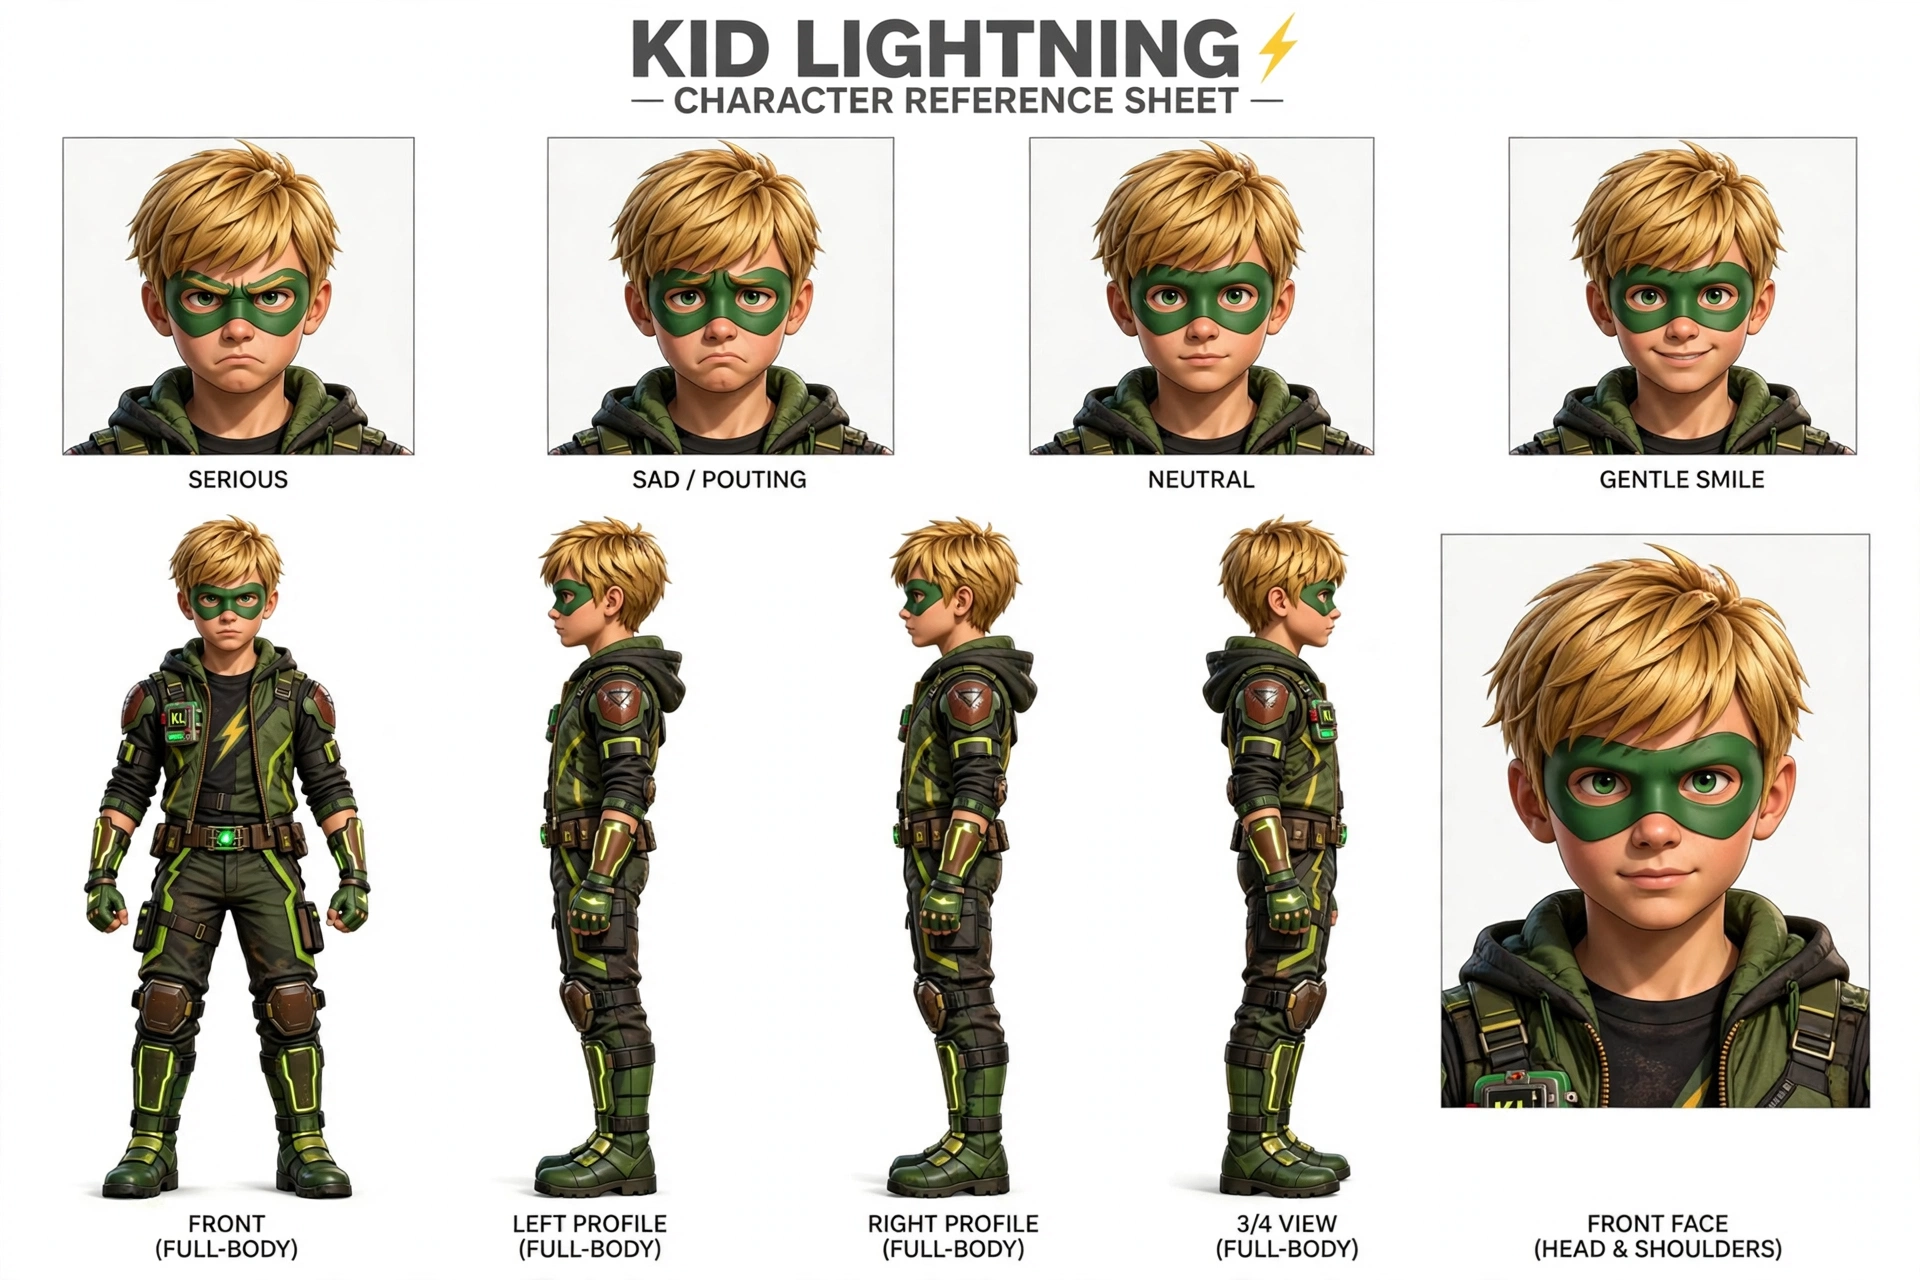 KID LIGHTNING⚡
— CHARACTER REFERENCE SHEET —
SERIOUS
SAD / POUTING
NEUTRAL
GENTLE SMILE
KL
KL
KL
FRONT
(FULL-BODY)
LEFT PROFILE
(FULL-BODY)
RIGHT PROFILE
(FULL-BODY)
3/4 VIEW
(FULL-BODY)
FRONT FACE
(HEAD & SHOULDERS)